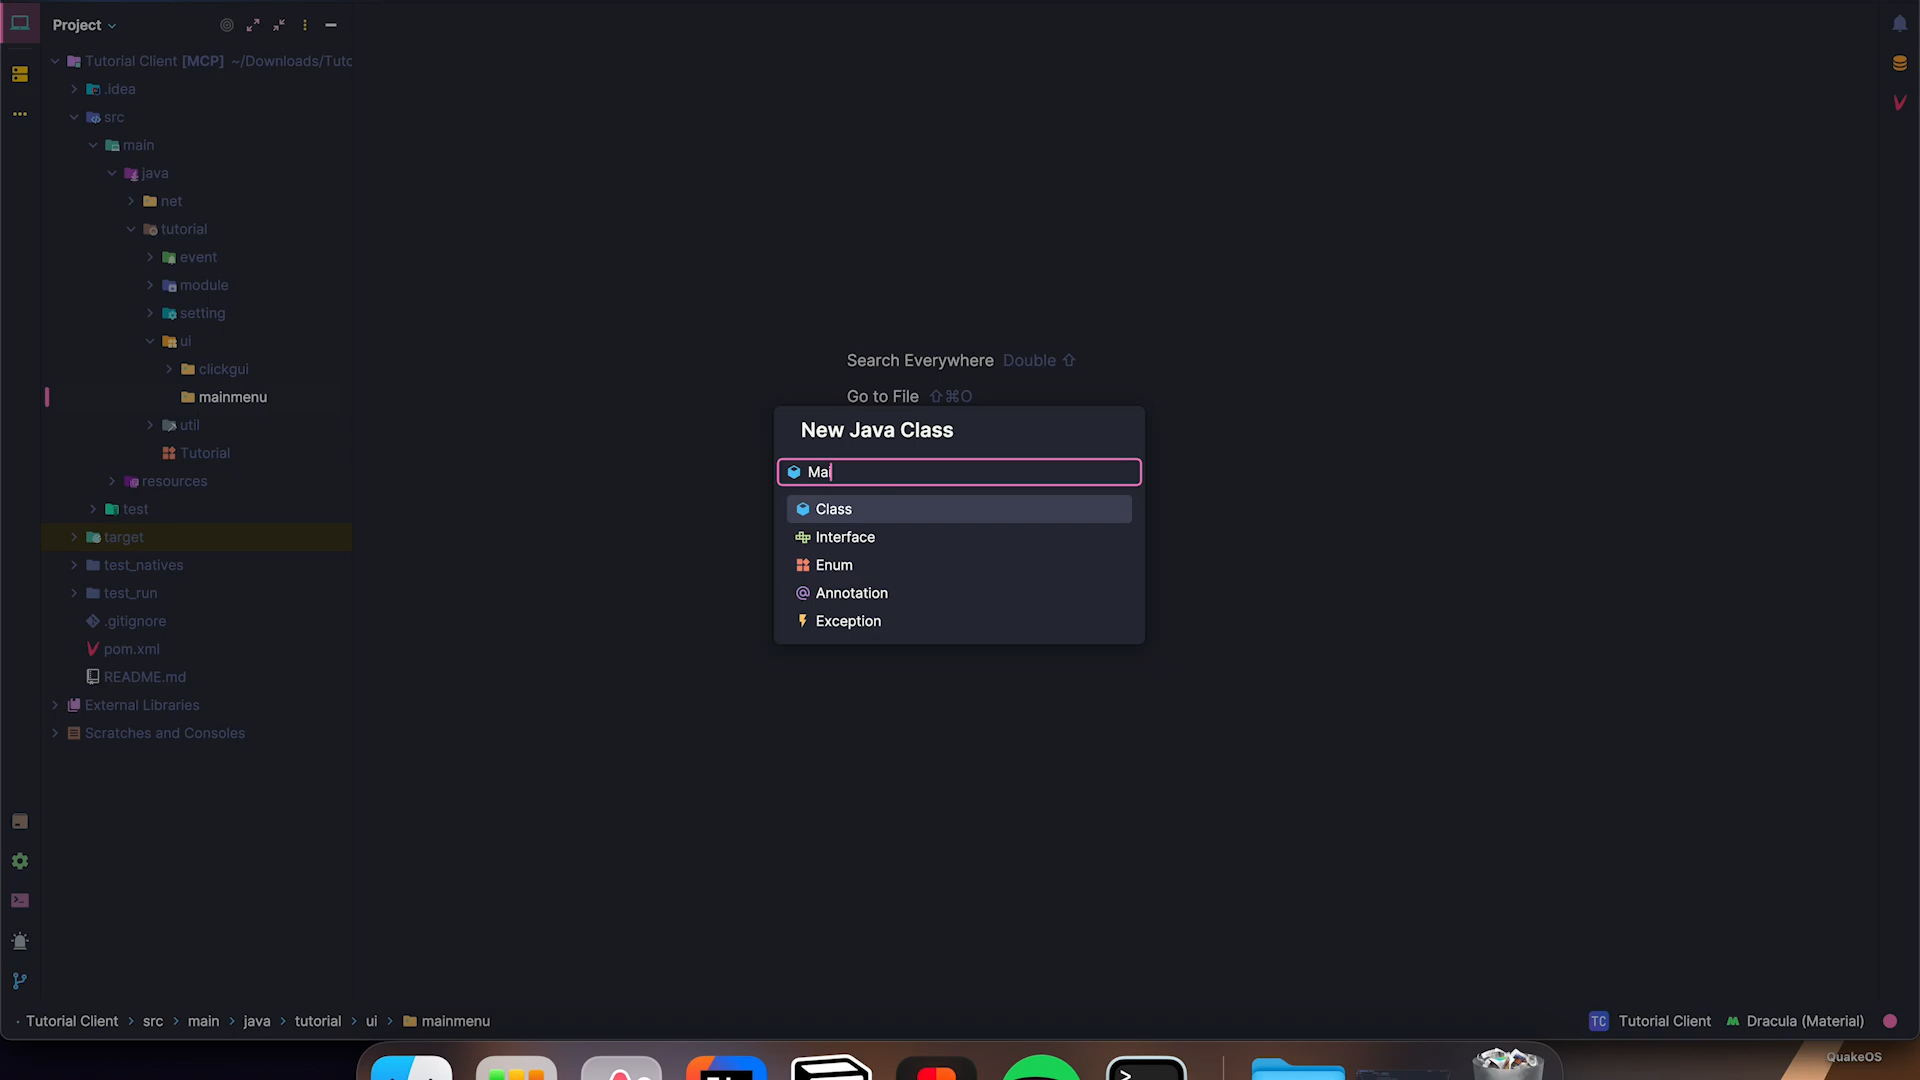 Project
Tutorial Client [MCP] ~/Downloads/Tuto
.idea
src
main
java
net
tutorial
event
module
setting
ui
clickgui
mainmenu
util
Tutorial
resources
test
target
test_natives
test_run
.gitignore
pom.xml
README.md
External Libraries
Scratches and Consoles
Search Everywhere Double ⇧
Go to File ⇧⌘O
New Java Class
Mai
Class
Interface
Enum
Annotation
Exception
Tutorial Client > src > main > java > tutorial > ui > mainmenu
TC Tutorial Client Dracula (Material)
QuakeOS